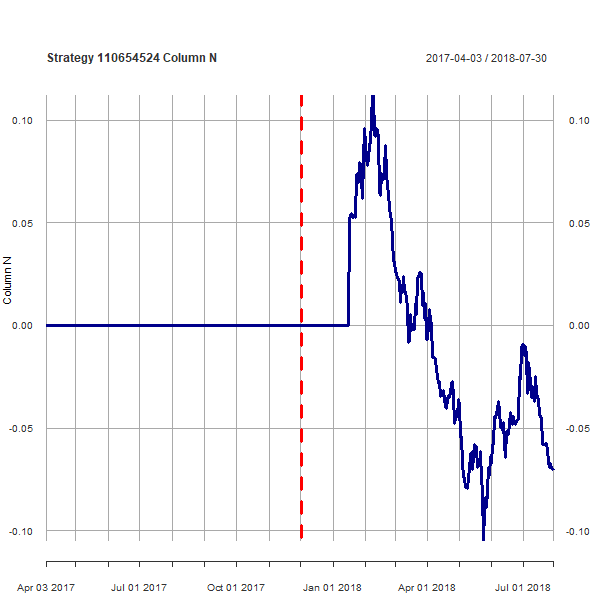 Strategy 110654524 Column N
2017-04-03 / 2018-07-30
0.10
0.10
0.05
0.05
Column N
0.00
0.00
-0.05
-0.05
-0.10
-0.10
Apr 03 2017
Jul 01 2017
Oct 01 2017
Jan 01 2018
Apr 01 2018
Jul 01 2018